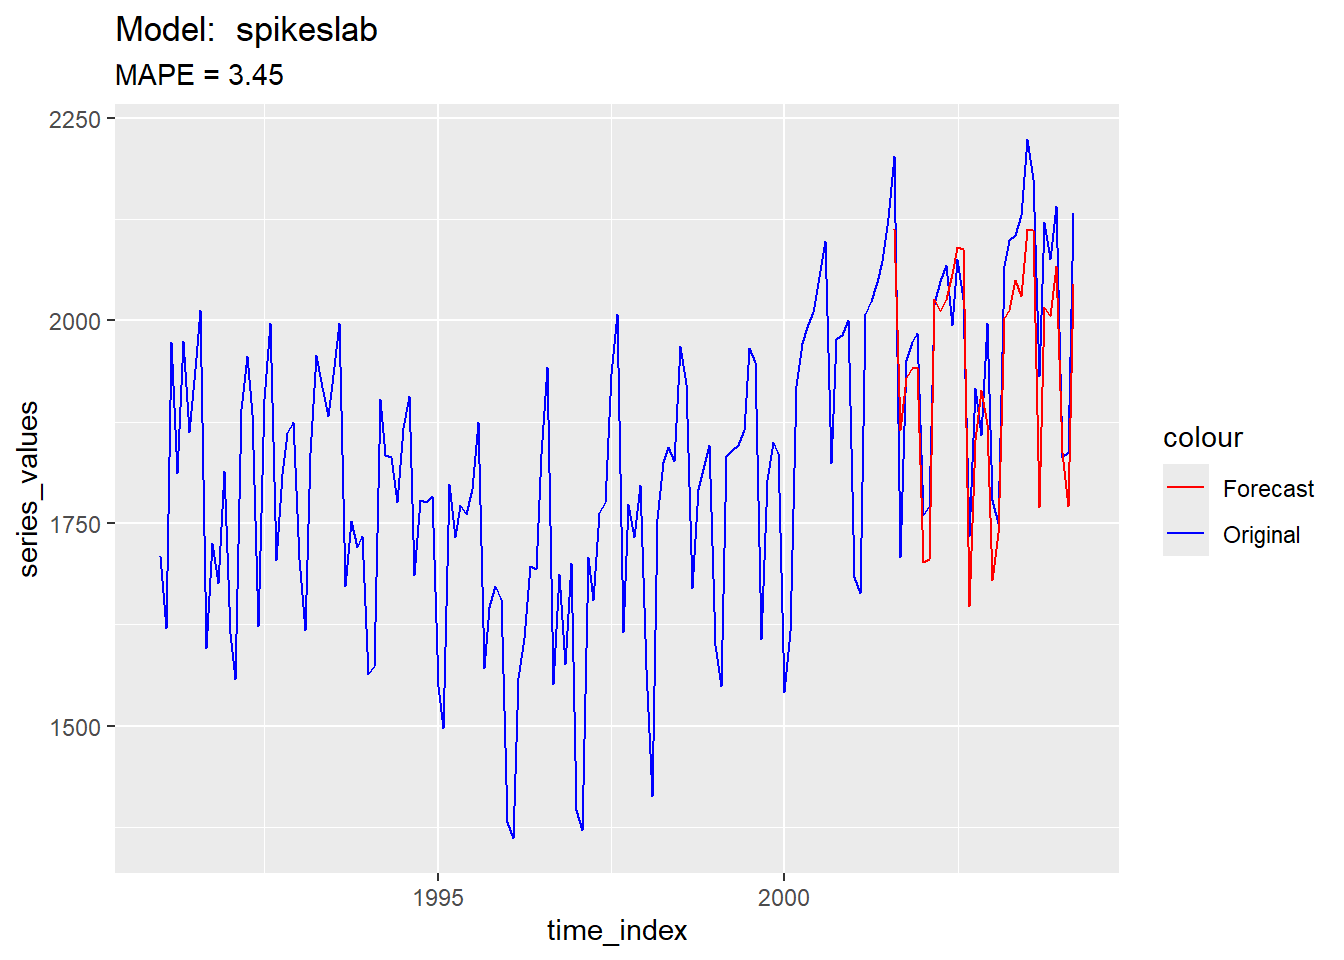 Model:  spikeslab
MAPE = 3.45
2250
2000
1750
1500
series_values
1995
2000
time_index
colour
Forecast
Original